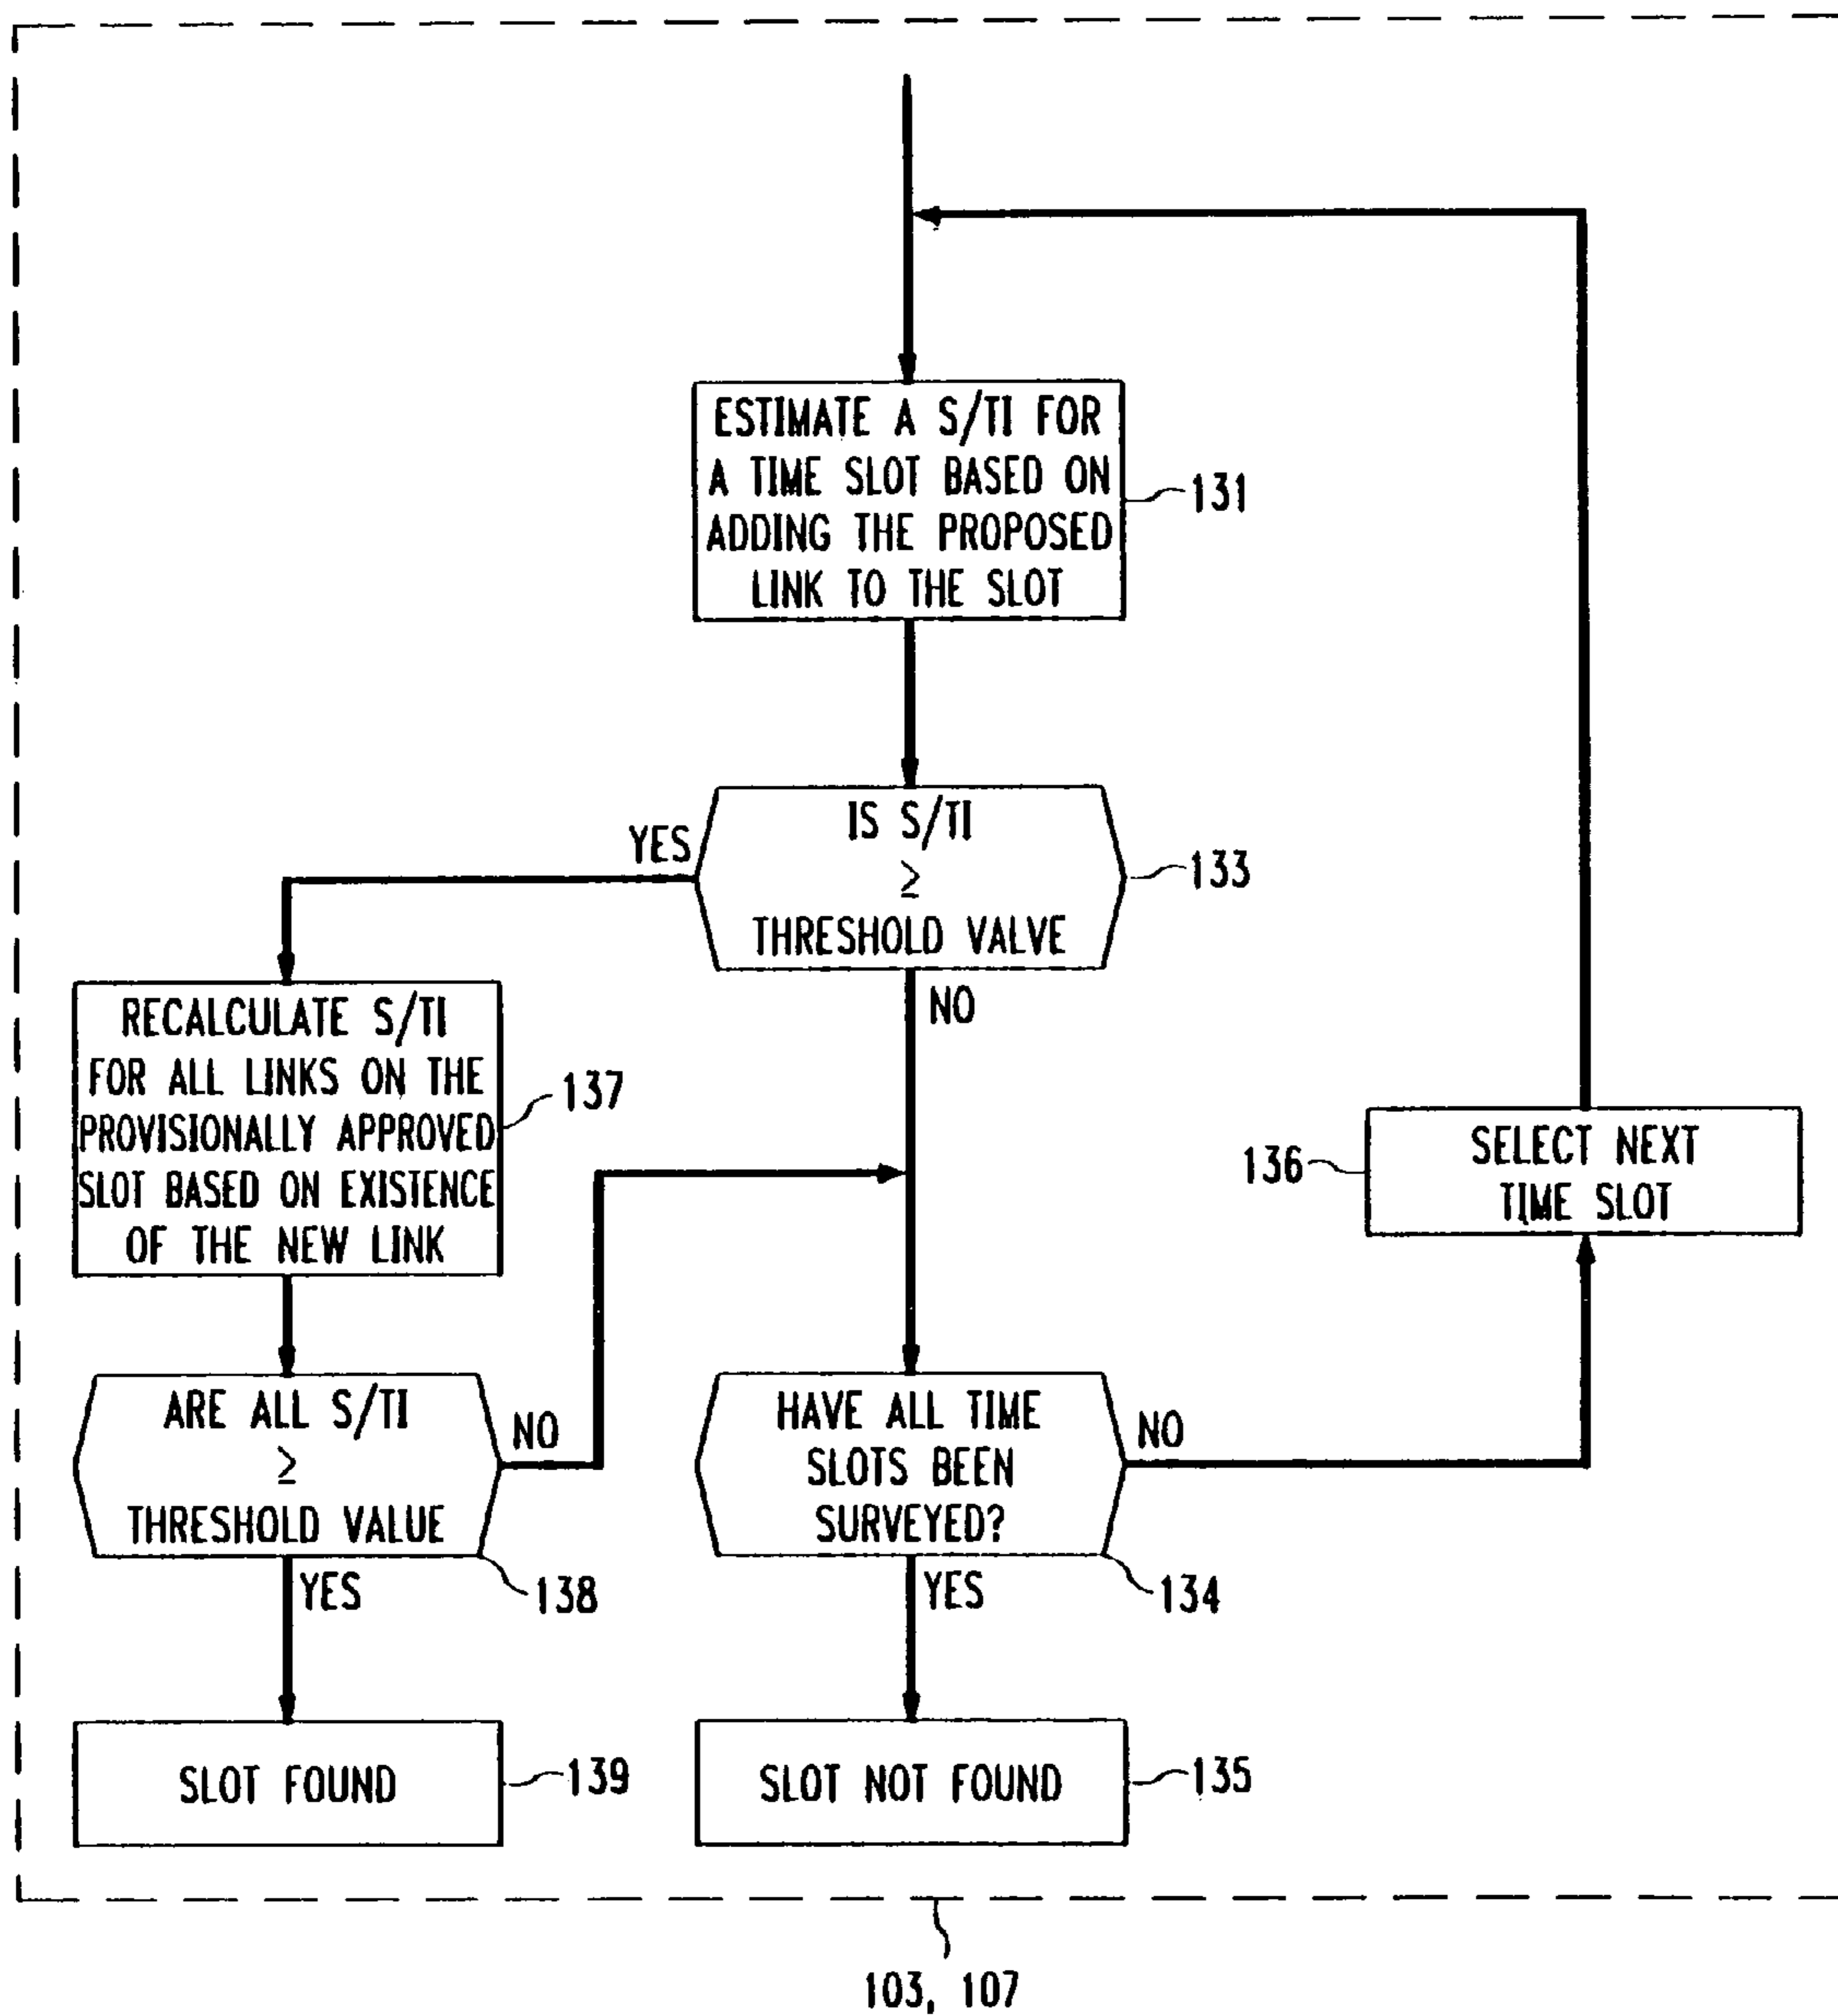 ESTIMATE A S/TI FOR
A TIME SLOT BASED ON
ADDING THE PROPOSED
LINK TO THE SLOT
131
IS S/TI
≥
THRESHOLD VALVE
133
YES
NO
RECALCULATE S/TI
FOR ALL LINKS ON THE
PROVISIONALLY APPROVED
SLOT BASED ON EXISTENCE
OF THE NEW LINK
137
136
SELECT NEXT
TIME SLOT
ARE ALL S/TI
≥
THRESHOLD VALUE
NO
138
YES
HAVE ALL TIME
SLOTS BEEN
SURVEYED?
NO
134
YES
SLOT FOUND
139
SLOT NOT FOUND
135
103, 107